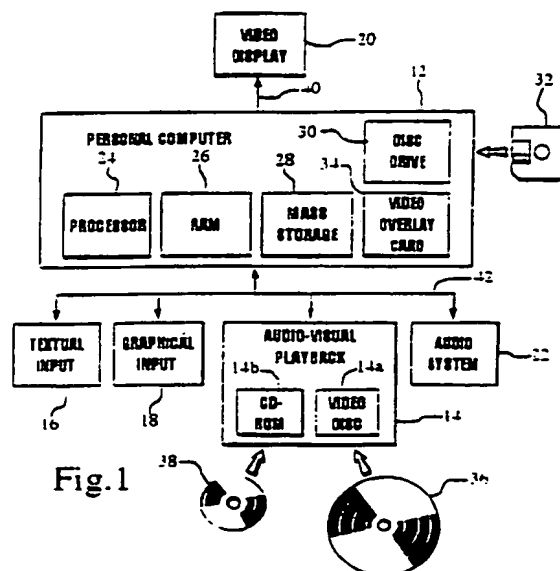 VIDEO
DISPLAY
20
40
12
32
PERSONAL COMPUTER
30
DISC
DRIVE
24
26
28
34
PROCESSOR
RAM
MASS
STORAGE
VIDEO
OVERLAY
CARD
42
TEXTUAL
INPUT
GRAPHICAL
INPUT
AUDIO-VISUAL
PLAYBACK
AUDIO
SYSTEM
22
14b
14a
CD-
ROM
VIDEO
DISC
14
16
18
38
36
Fig.1